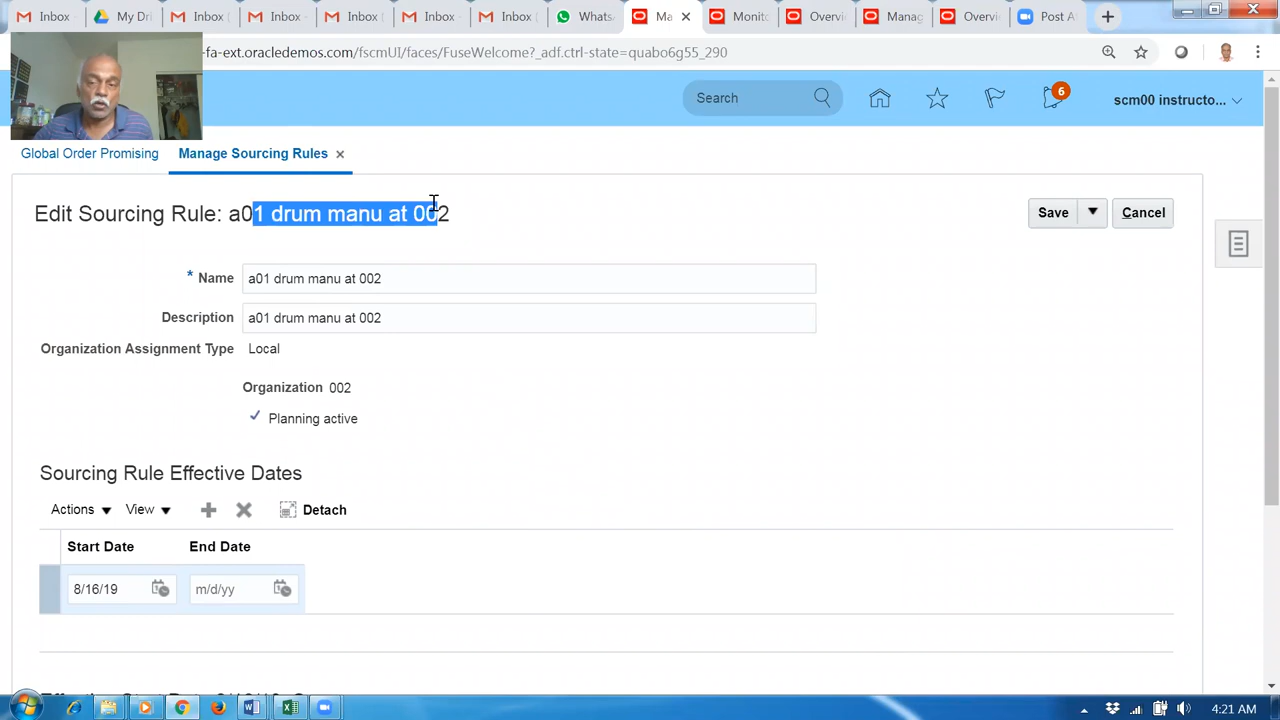 Inbox
My Dri
Inbox (
Inbox (
Inbox (
Inbox (
Inbox (
Whats
Ma
Monito
Overvi
Manag
Overvi
Post At
-fa-ext.oracledemos.com/fscmUI/faces/FuseWelcome?_adf.ctrl-state=quabo6g55_290
Search
6
scm00 instructo...
Global Order Promising
Manage Sourcing Rules
Edit Sourcing Rule: a01 drum manu at 002
Save
Cancel
* Name
a01 drum manu at 002
Description
a01 drum manu at 002
Organization Assignment Type Local
Organization 002
Planning active
Sourcing Rule Effective Dates
Actions
View
Detach
Start Date
End Date
8/16/19
m/d/yy
4:21 AM